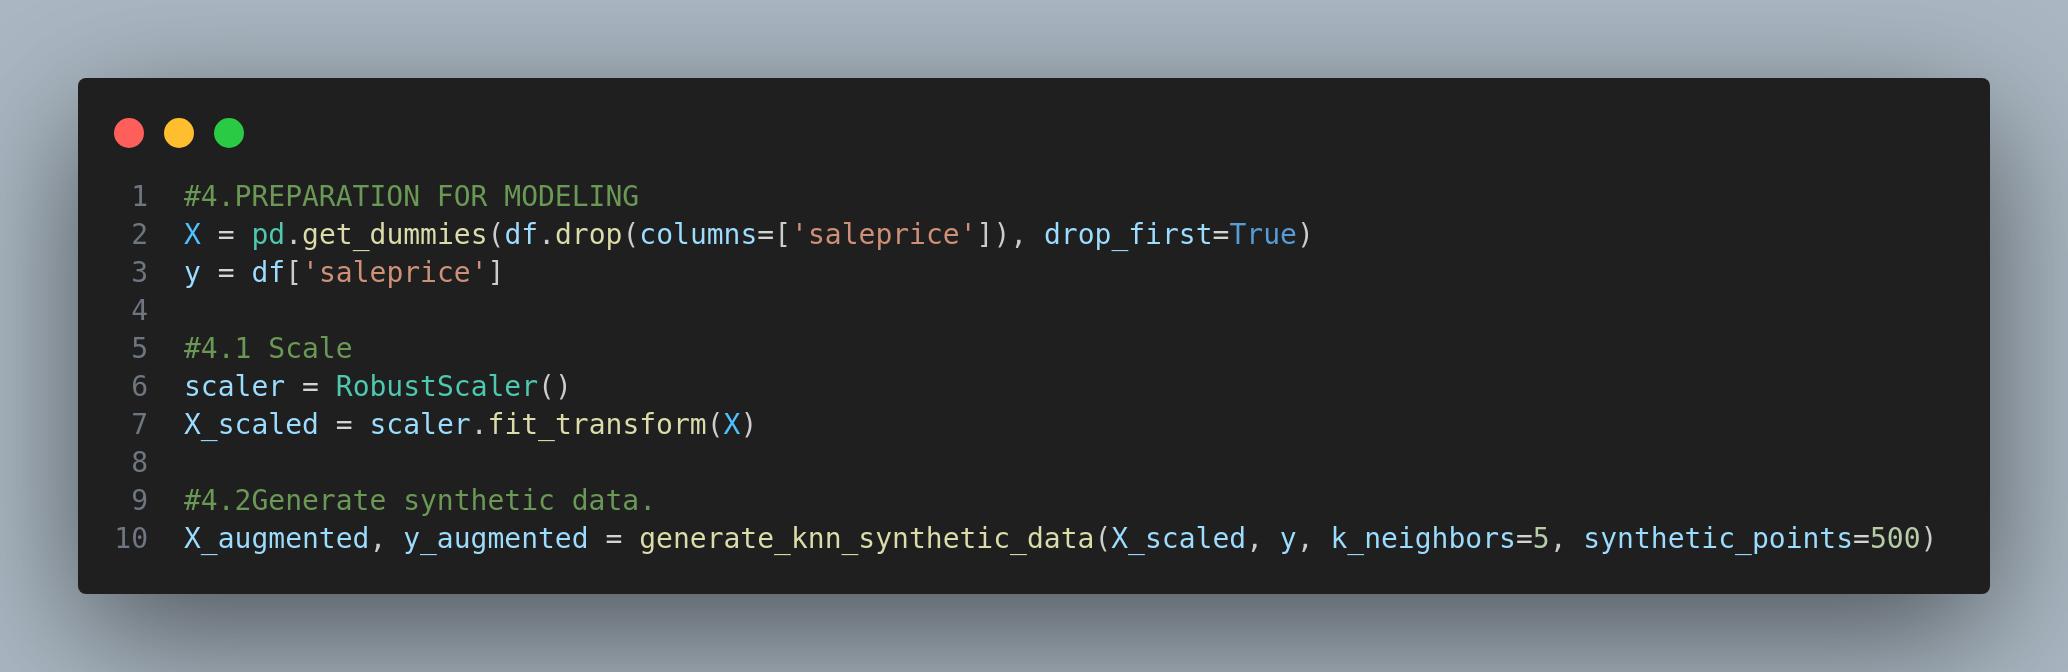 1 #4.PREPARATION FOR MODELING
2 X = pd.get_dummies(df.drop(columns=['saleprice']), drop_first=True)
3 y = df['saleprice']
4
5 #4.1 Scale
6 scaler = RobustScaler()
7 X_scaled = scaler.fit_transform(X)
8
9 #4.2Generate synthetic data.
10 X_augmented, y_augmented = generate_knn_synthetic_data(X_scaled, y, k_neighbors=5, synthetic_points=500)